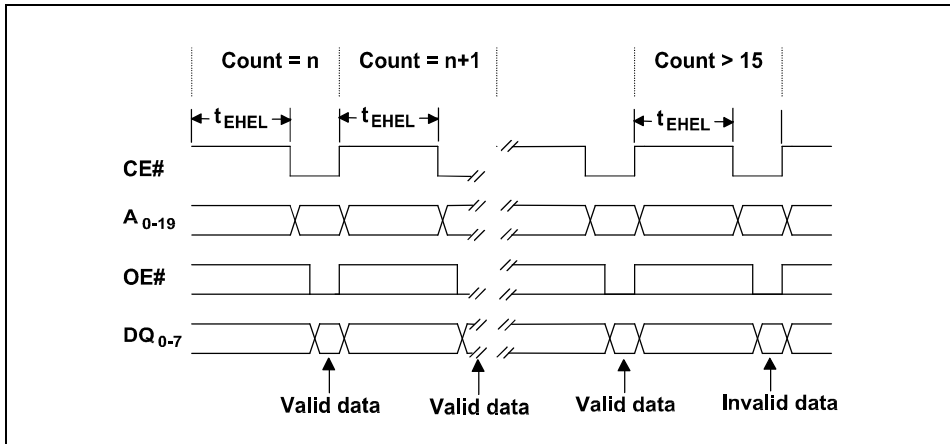 Count = n Count = n+1 Count > 15
tEHEL tEHEL tEHEL
CE#
A0-19
OE#
DQ0-7
Valid data Valid data Valid data Invalid data